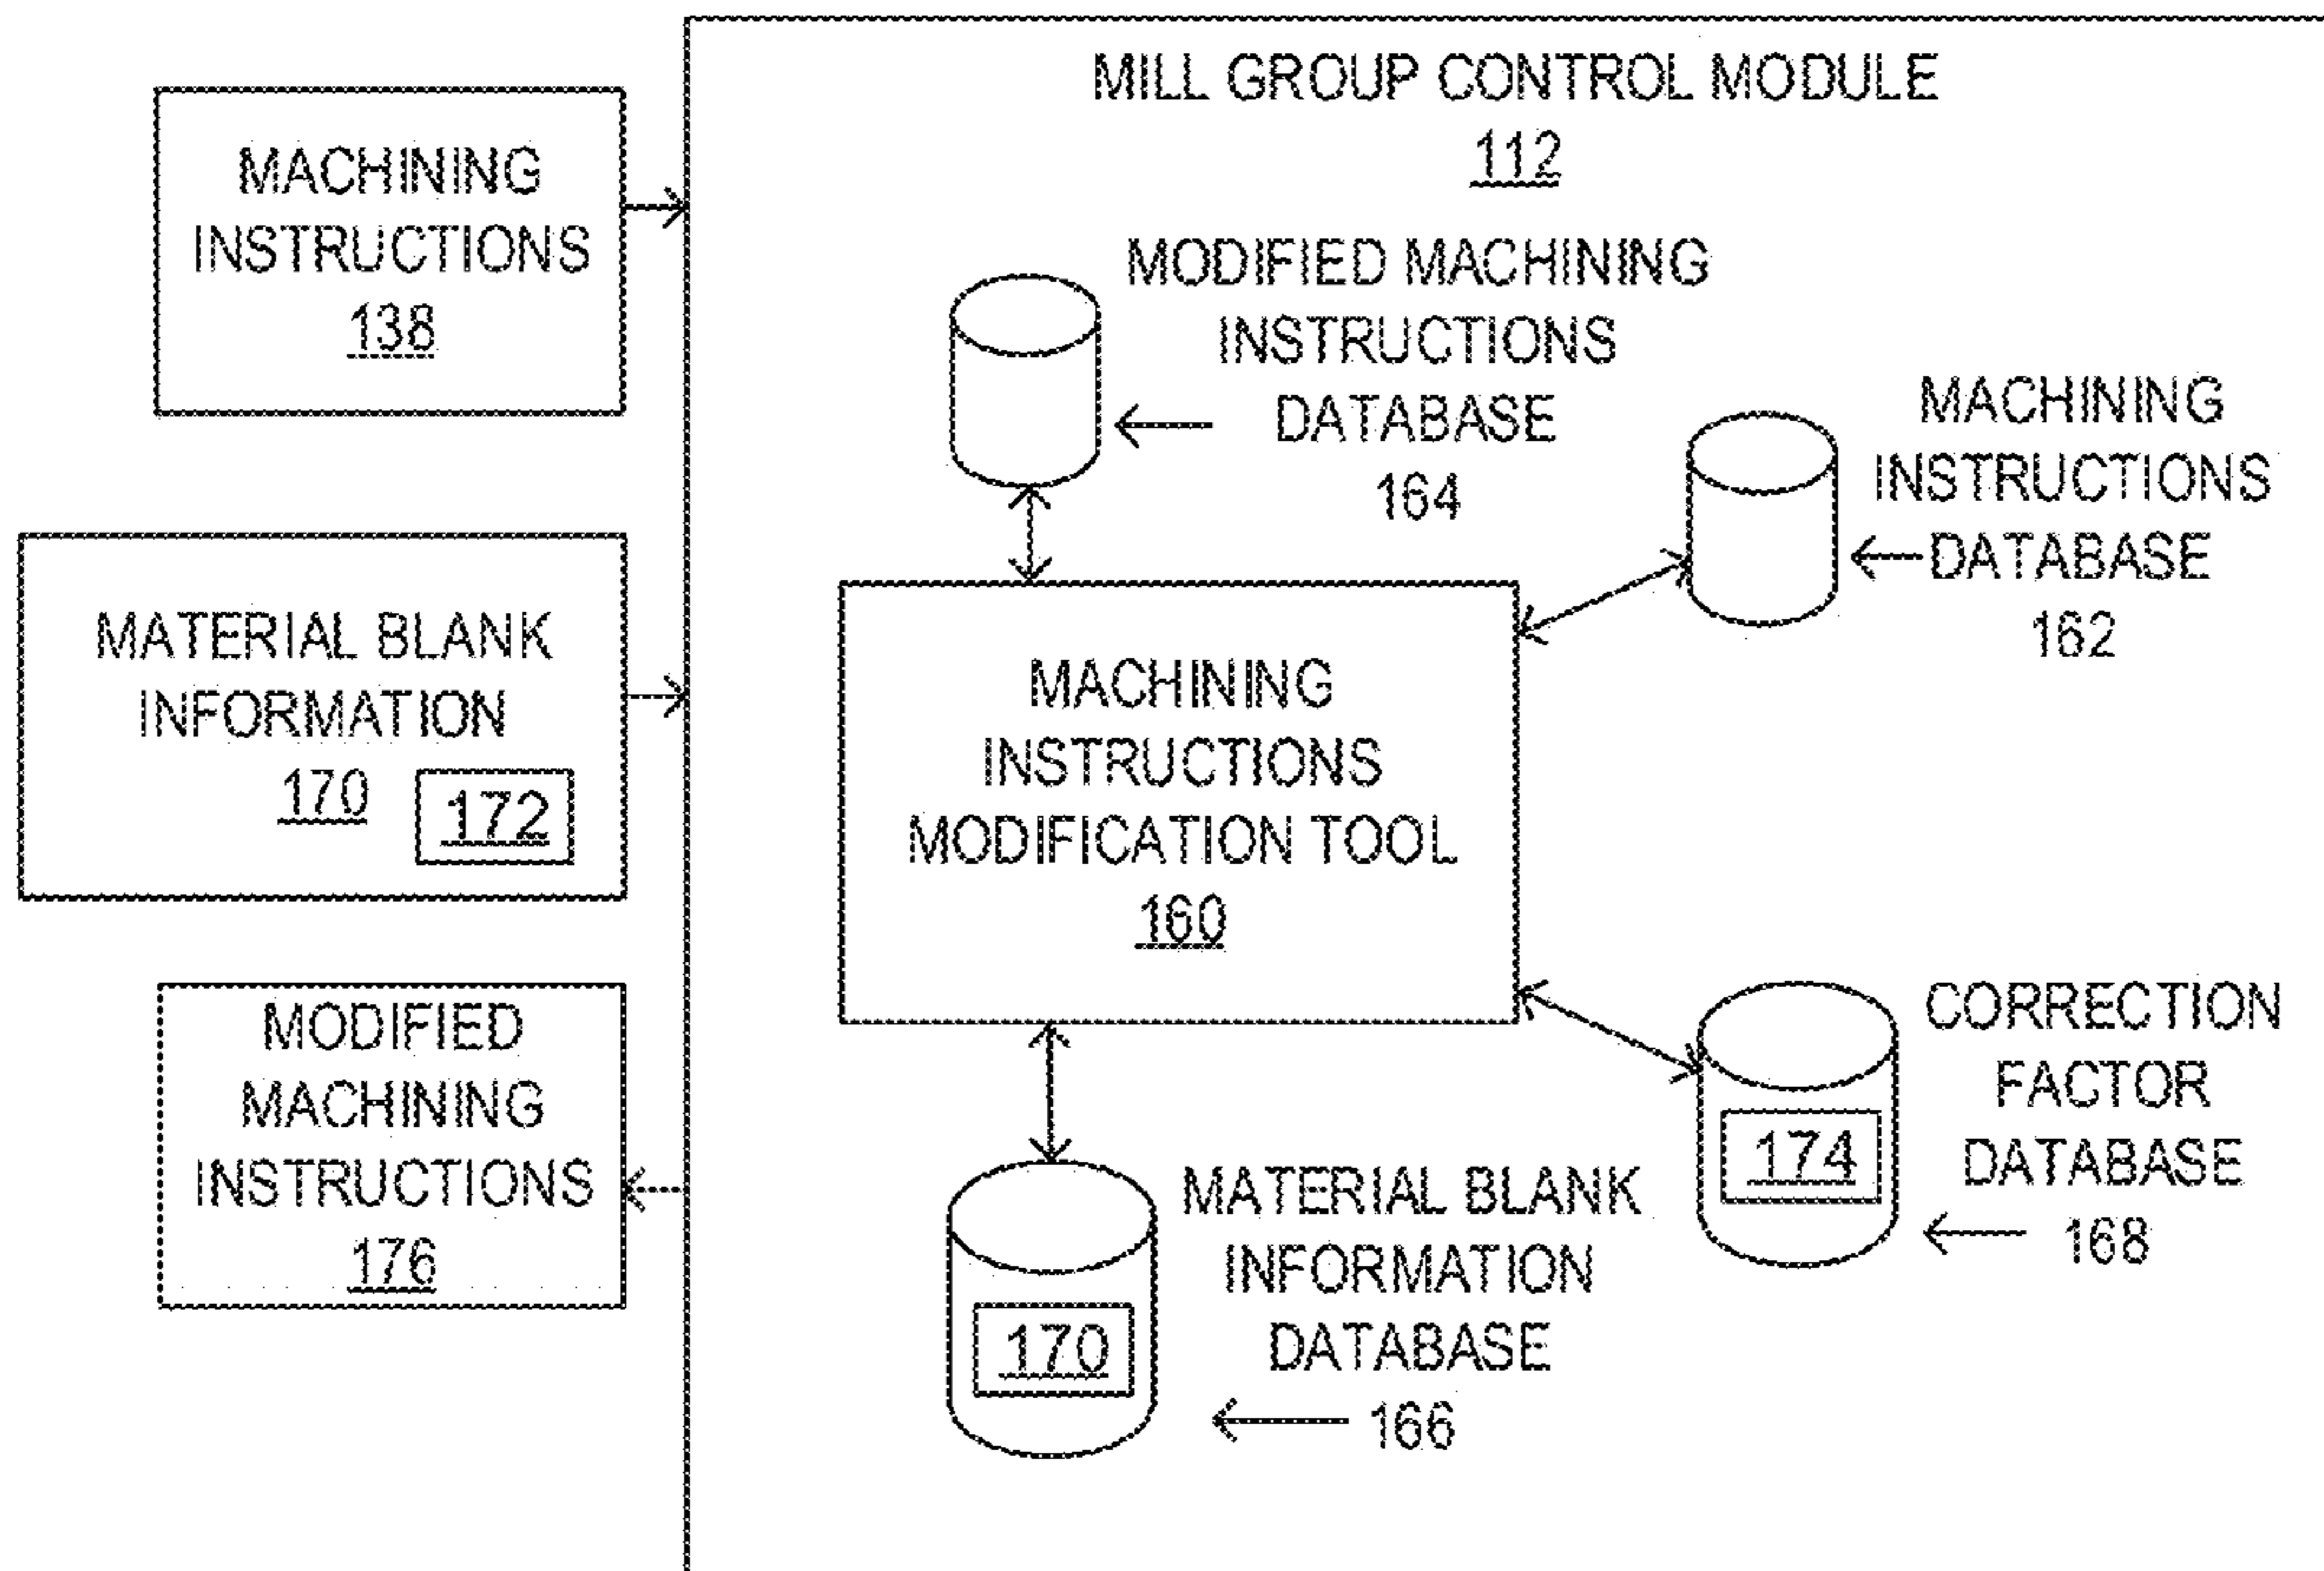 MILL GROUP CONTROL MODULE
112
MACHINING
INSTRUCTIONS
138
MATERIAL BLANK
INFORMATION
170
172
MODIFIED
MACHINING
INSTRUCTIONS
176
MODIFIED MACHINING
INSTRUCTIONS
DATABASE
164
MACHINING
INSTRUCTIONS
DATABASE
162
MACHINING
INSTRUCTIONS
MODIFICATION TOOL
160
CORRECTION
FACTOR
DATABASE
168
174
MATERIAL BLANK
INFORMATION
DATABASE
166
170